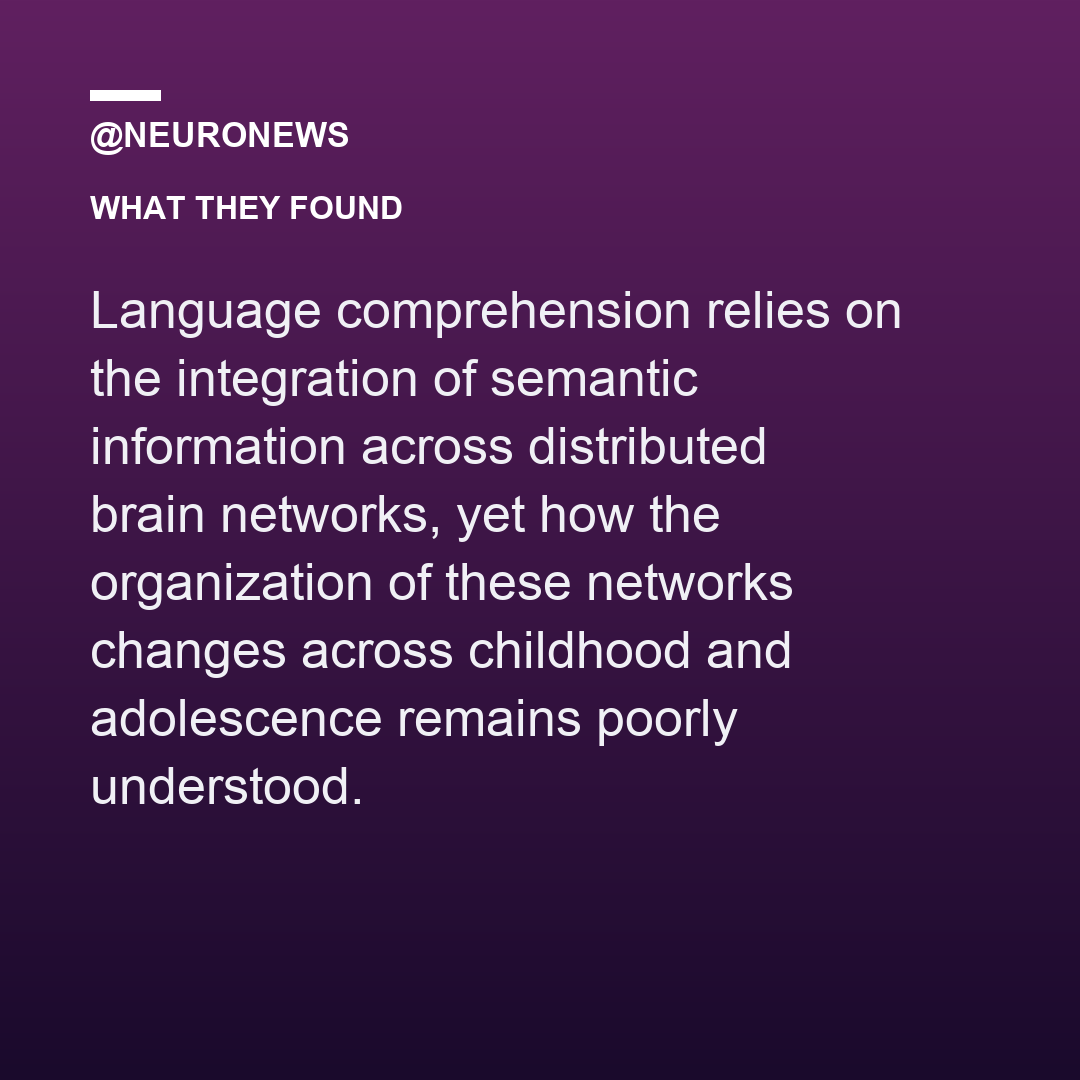 @NEURONEWS
WHAT THEY FOUND
Language comprehension relies on
the integration of semantic
information across distributed
brain networks, yet how the
organization of these networks
changes across childhood and
adolescence remains poorly
understood.